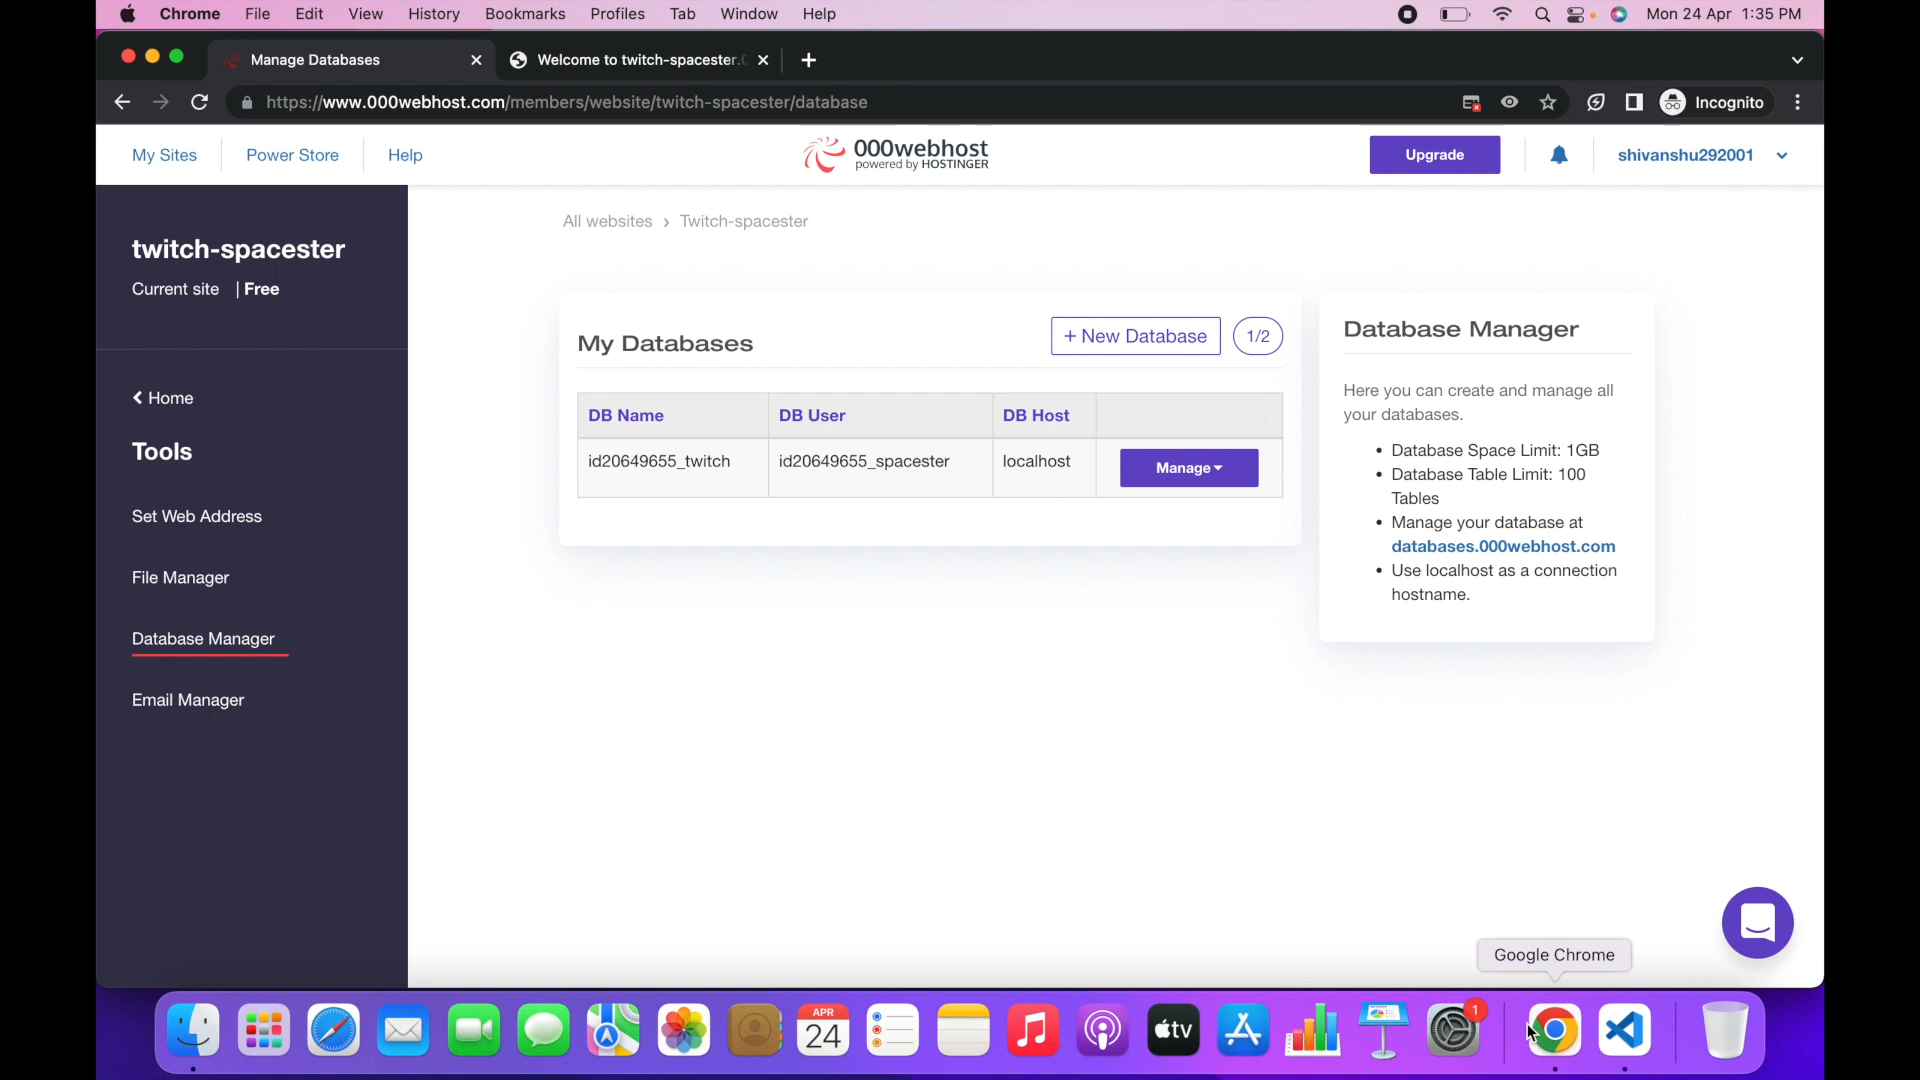 Chrome File Edit View History Bookmarks Profiles Tab Window Help Mon 24 Apr 1:35 PM
Manage Databases Welcome to twitch-spacester.
https://www.000webhost.com/members/website/twitch-spacester/database Incognito
My Sites Power Store Help 000webhost Upgrade shivanshu292001
powered by HOSTINGER
twitch-spacester
Current site | Free
Home
Tools
Set Web Address
File Manager
Database Manager
Email Manager
All websites › Twitch-spacester
My Databases + New Database 1/2
DB Name DB User DB Host
id20649655_twitch id20649655_spacester localhost Manage
Database Manager
Here you can create and manage all
your databases.
• Database Space Limit: 1GB
• Database Table Limit: 100
Tables
• Manage your database at
databases.000webhost.com
• Use localhost as a connection
hostname.
Google Chrome
APR
24
tv
1